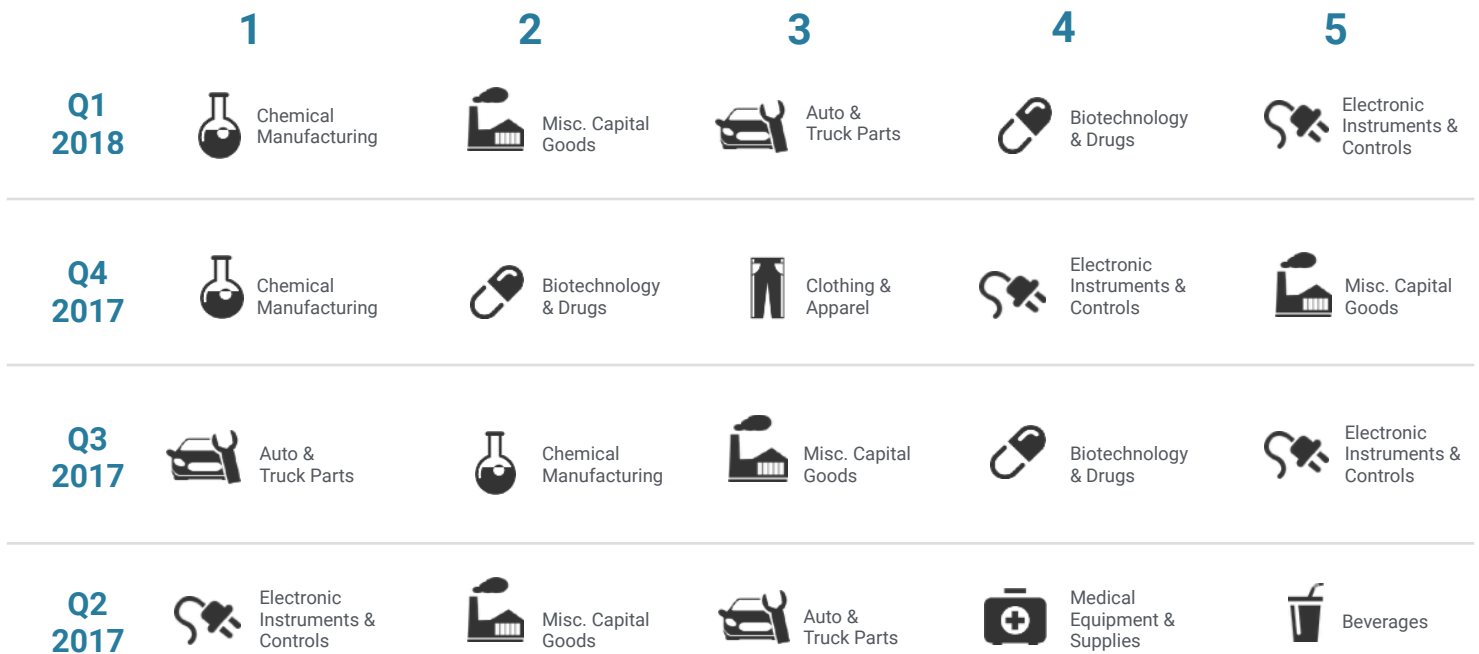 1
2
3
4
5
Q1
2018
Chemical
Manufacturing
Misc. Capital
Goods
Auto &
Truck Parts
Biotechnology
& Drugs
Electronic
Instruments &
Controls
Q4
2017
Chemical
Manufacturing
Biotechnology
& Drugs
Clothing &
Apparel
Electronic
Instruments &
Controls
Misc. Capital
Goods
Q3
2017
Auto &
Truck Parts
Chemical
Manufacturing
Misc. Capital
Goods
Biotechnology
& Drugs
Electronic
Instruments &
Controls
Q2
2017
Electronic
Instruments &
Controls
Misc. Capital
Goods
Auto &
Truck Parts
Medical
Equipment &
Supplies
Beverages